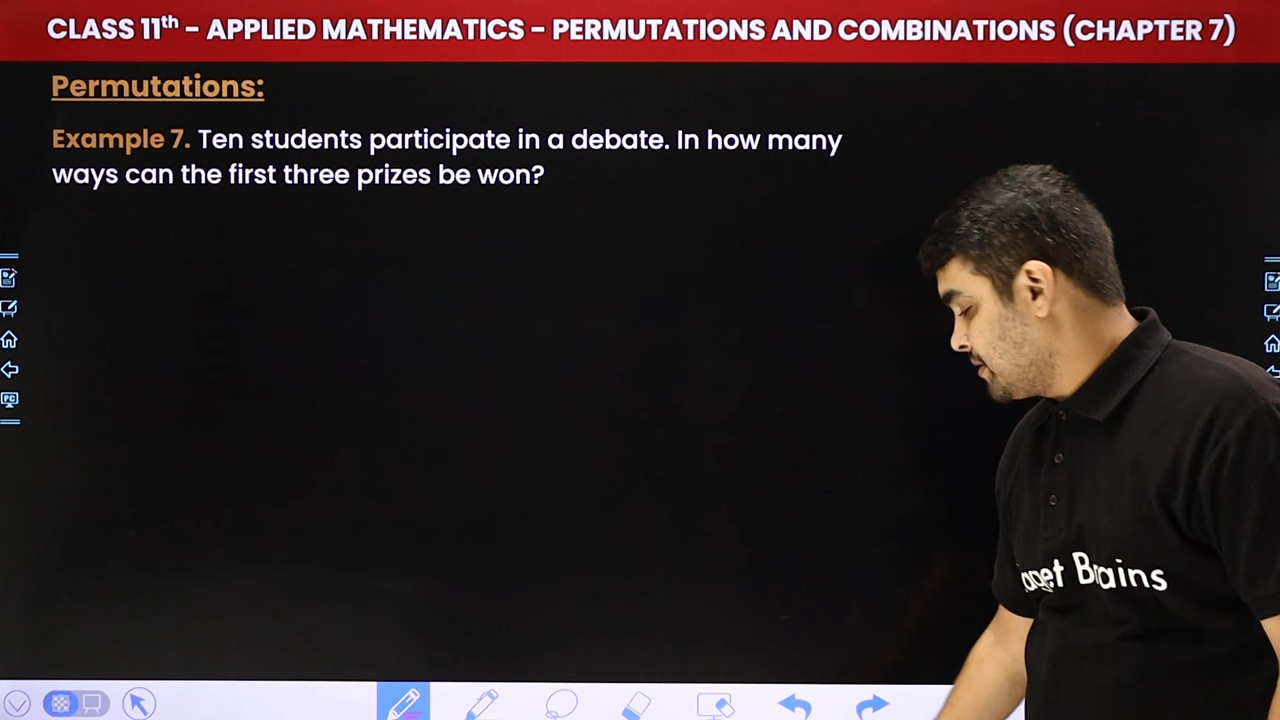 CLASS 11th – APPLIED MATHEMATICS – PERMUTATIONS AND COMBINATIONS (CHAPTER 7)
Permutations:
Example 7. Ten students participate in a debate. In how many
ways can the first three prizes be won?
PC
Brains